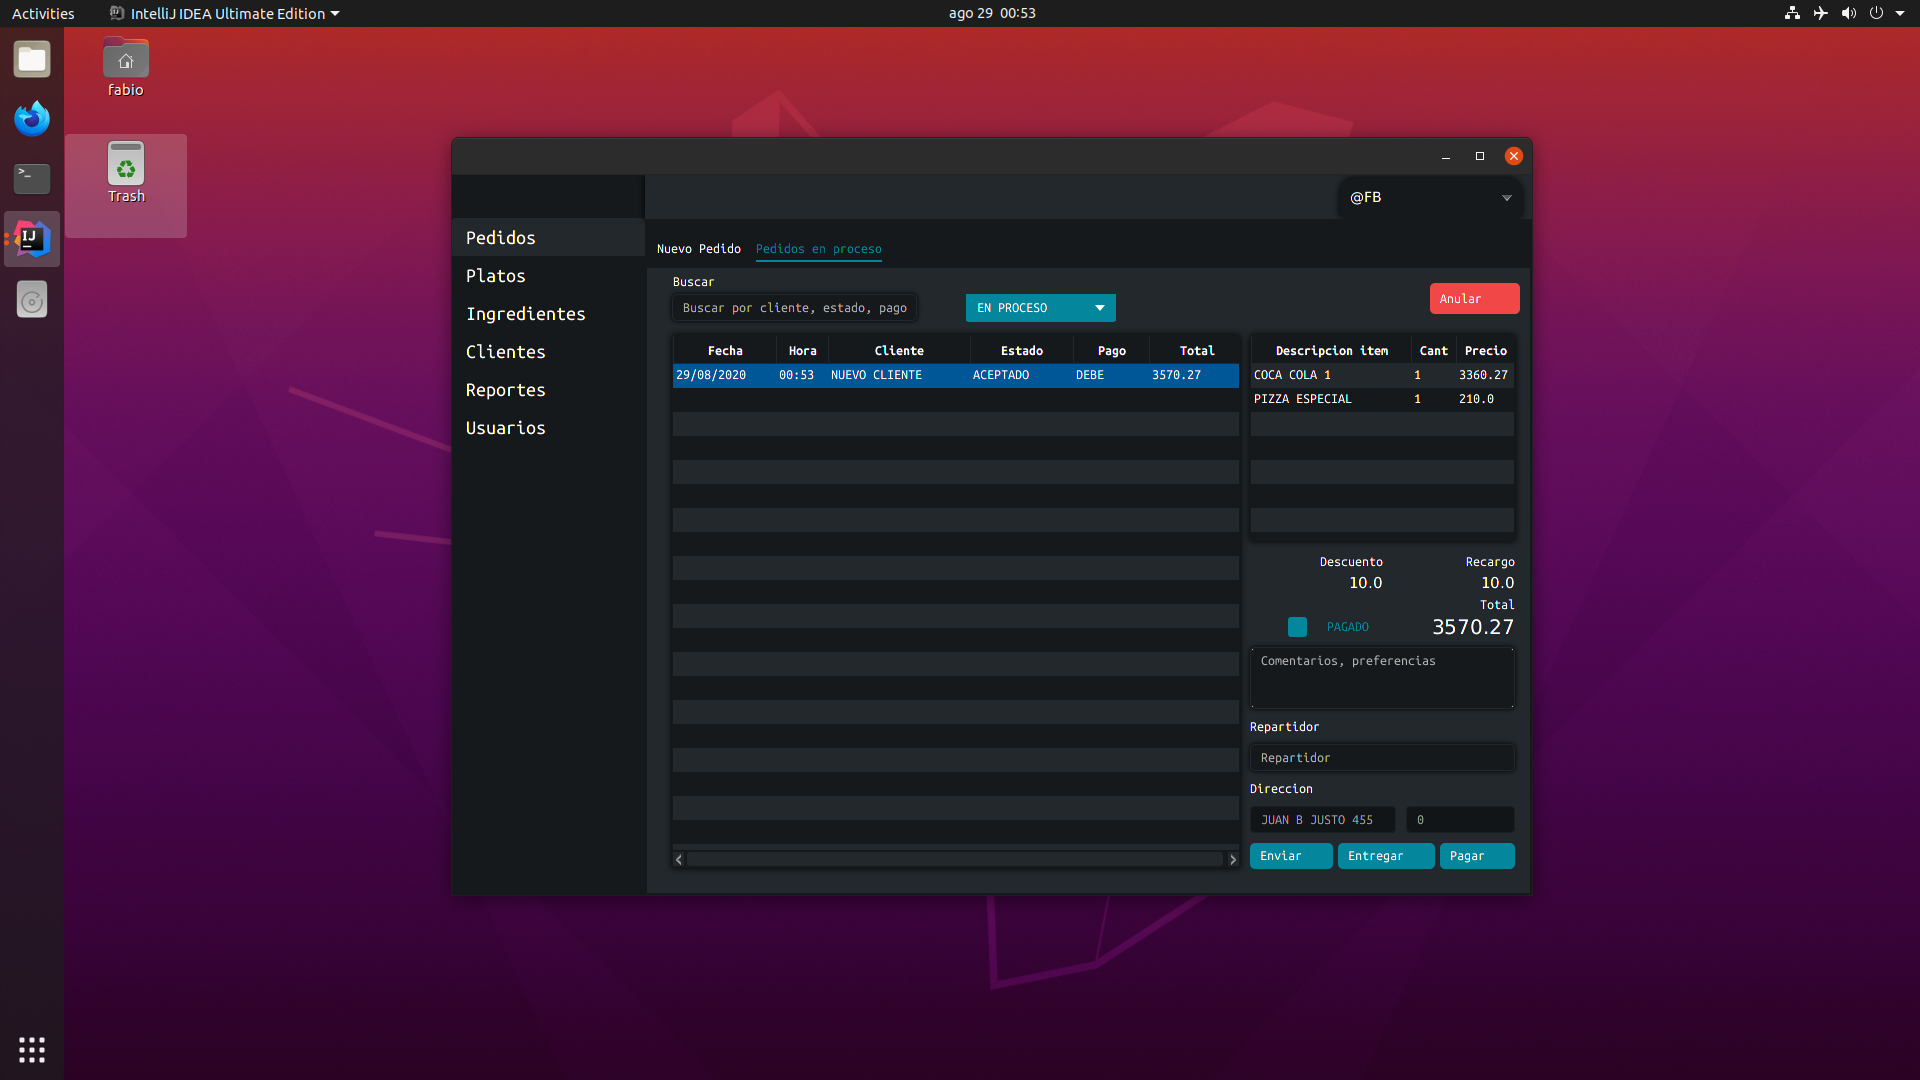 Activities IntelliJ IDEA Ultimate Edition ago 29 00:53
fabio
Trash
@FB
Pedidos
Platos
Ingredientes
Clientes
Reportes
Usuarios
Nuevo Pedido Pedidos en proceso
Buscar
Buscar por cliente, estado, pago
EN PROCESO
Anular
Fecha Hora Cliente Estado Pago Total
29/08/2020 00:53 NUEVO CLIENTE ACEPTADO DEBE 3570.27
Descripcion item Cant Precio
COCA COLA 1 1 3360.27
PIZZA ESPECIAL 1 210.0
Descuento Recargo
10.0 10.0
Total
PAGADO 3570.27
Comentarios, preferencias
Repartidor
Repartidor
Direccion
JUAN B JUSTO 455 0
Enviar Entregar Pagar